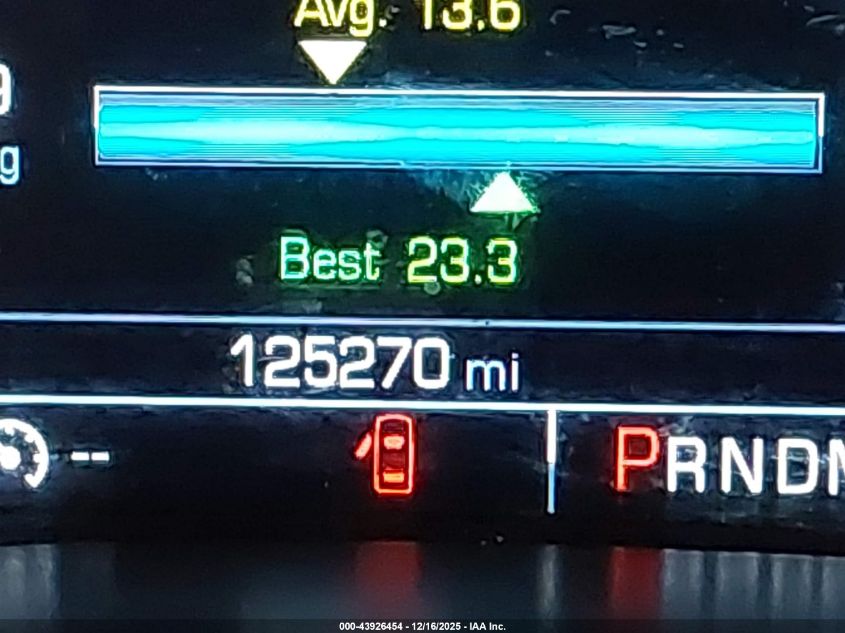 Avg. 13.6
g
Best 23.3
125270 mi
-- PRNDM
000-43926454 - 12/16/2025 - IAA Inc.